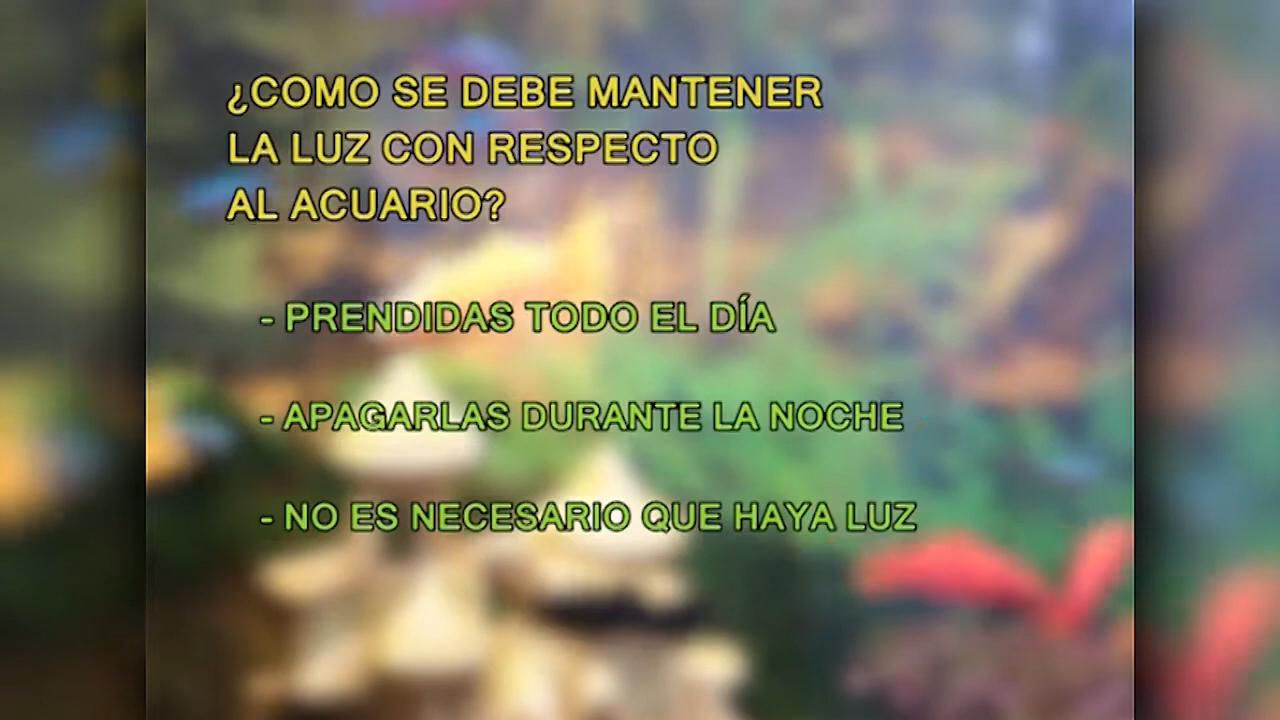 ¿COMO SE DEBE MANTENER
LA LUZ CON RESPECTO
AL ACUARIO?
- PRENDIDAS TODO EL DÍA
- APAGARLAS DURANTE LA NOCHE
- NO ES NECESARIO QUE HAYA LUZ